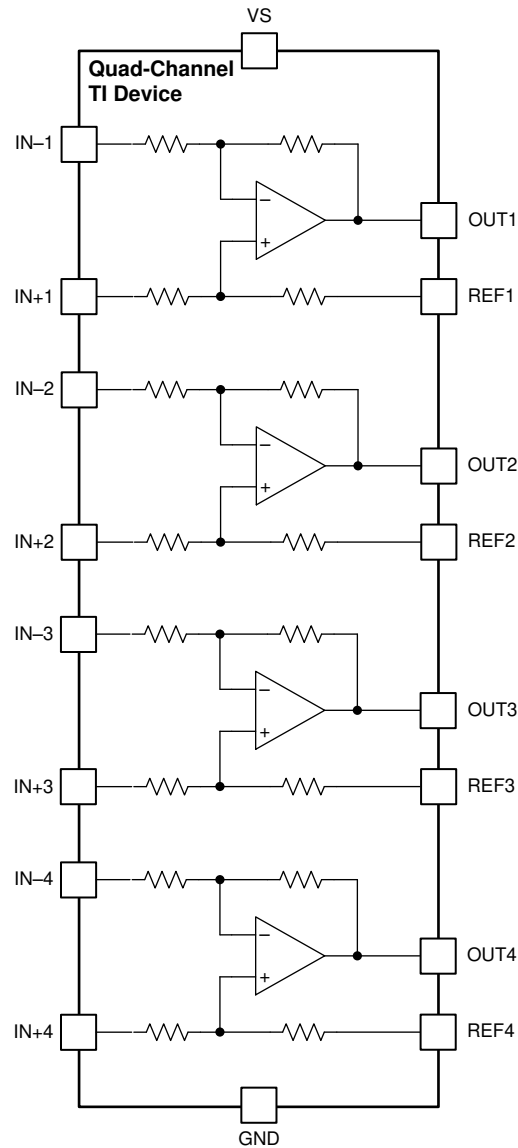 VS
Quad-Channel
TI Device
IN–1
−
+
OUT1
IN+1
REF1
IN–2
−
+
OUT2
IN+2
REF2
IN–3
−
+
OUT3
IN+3
REF3
IN–4
−
+
OUT4
IN+4
REF4
GND